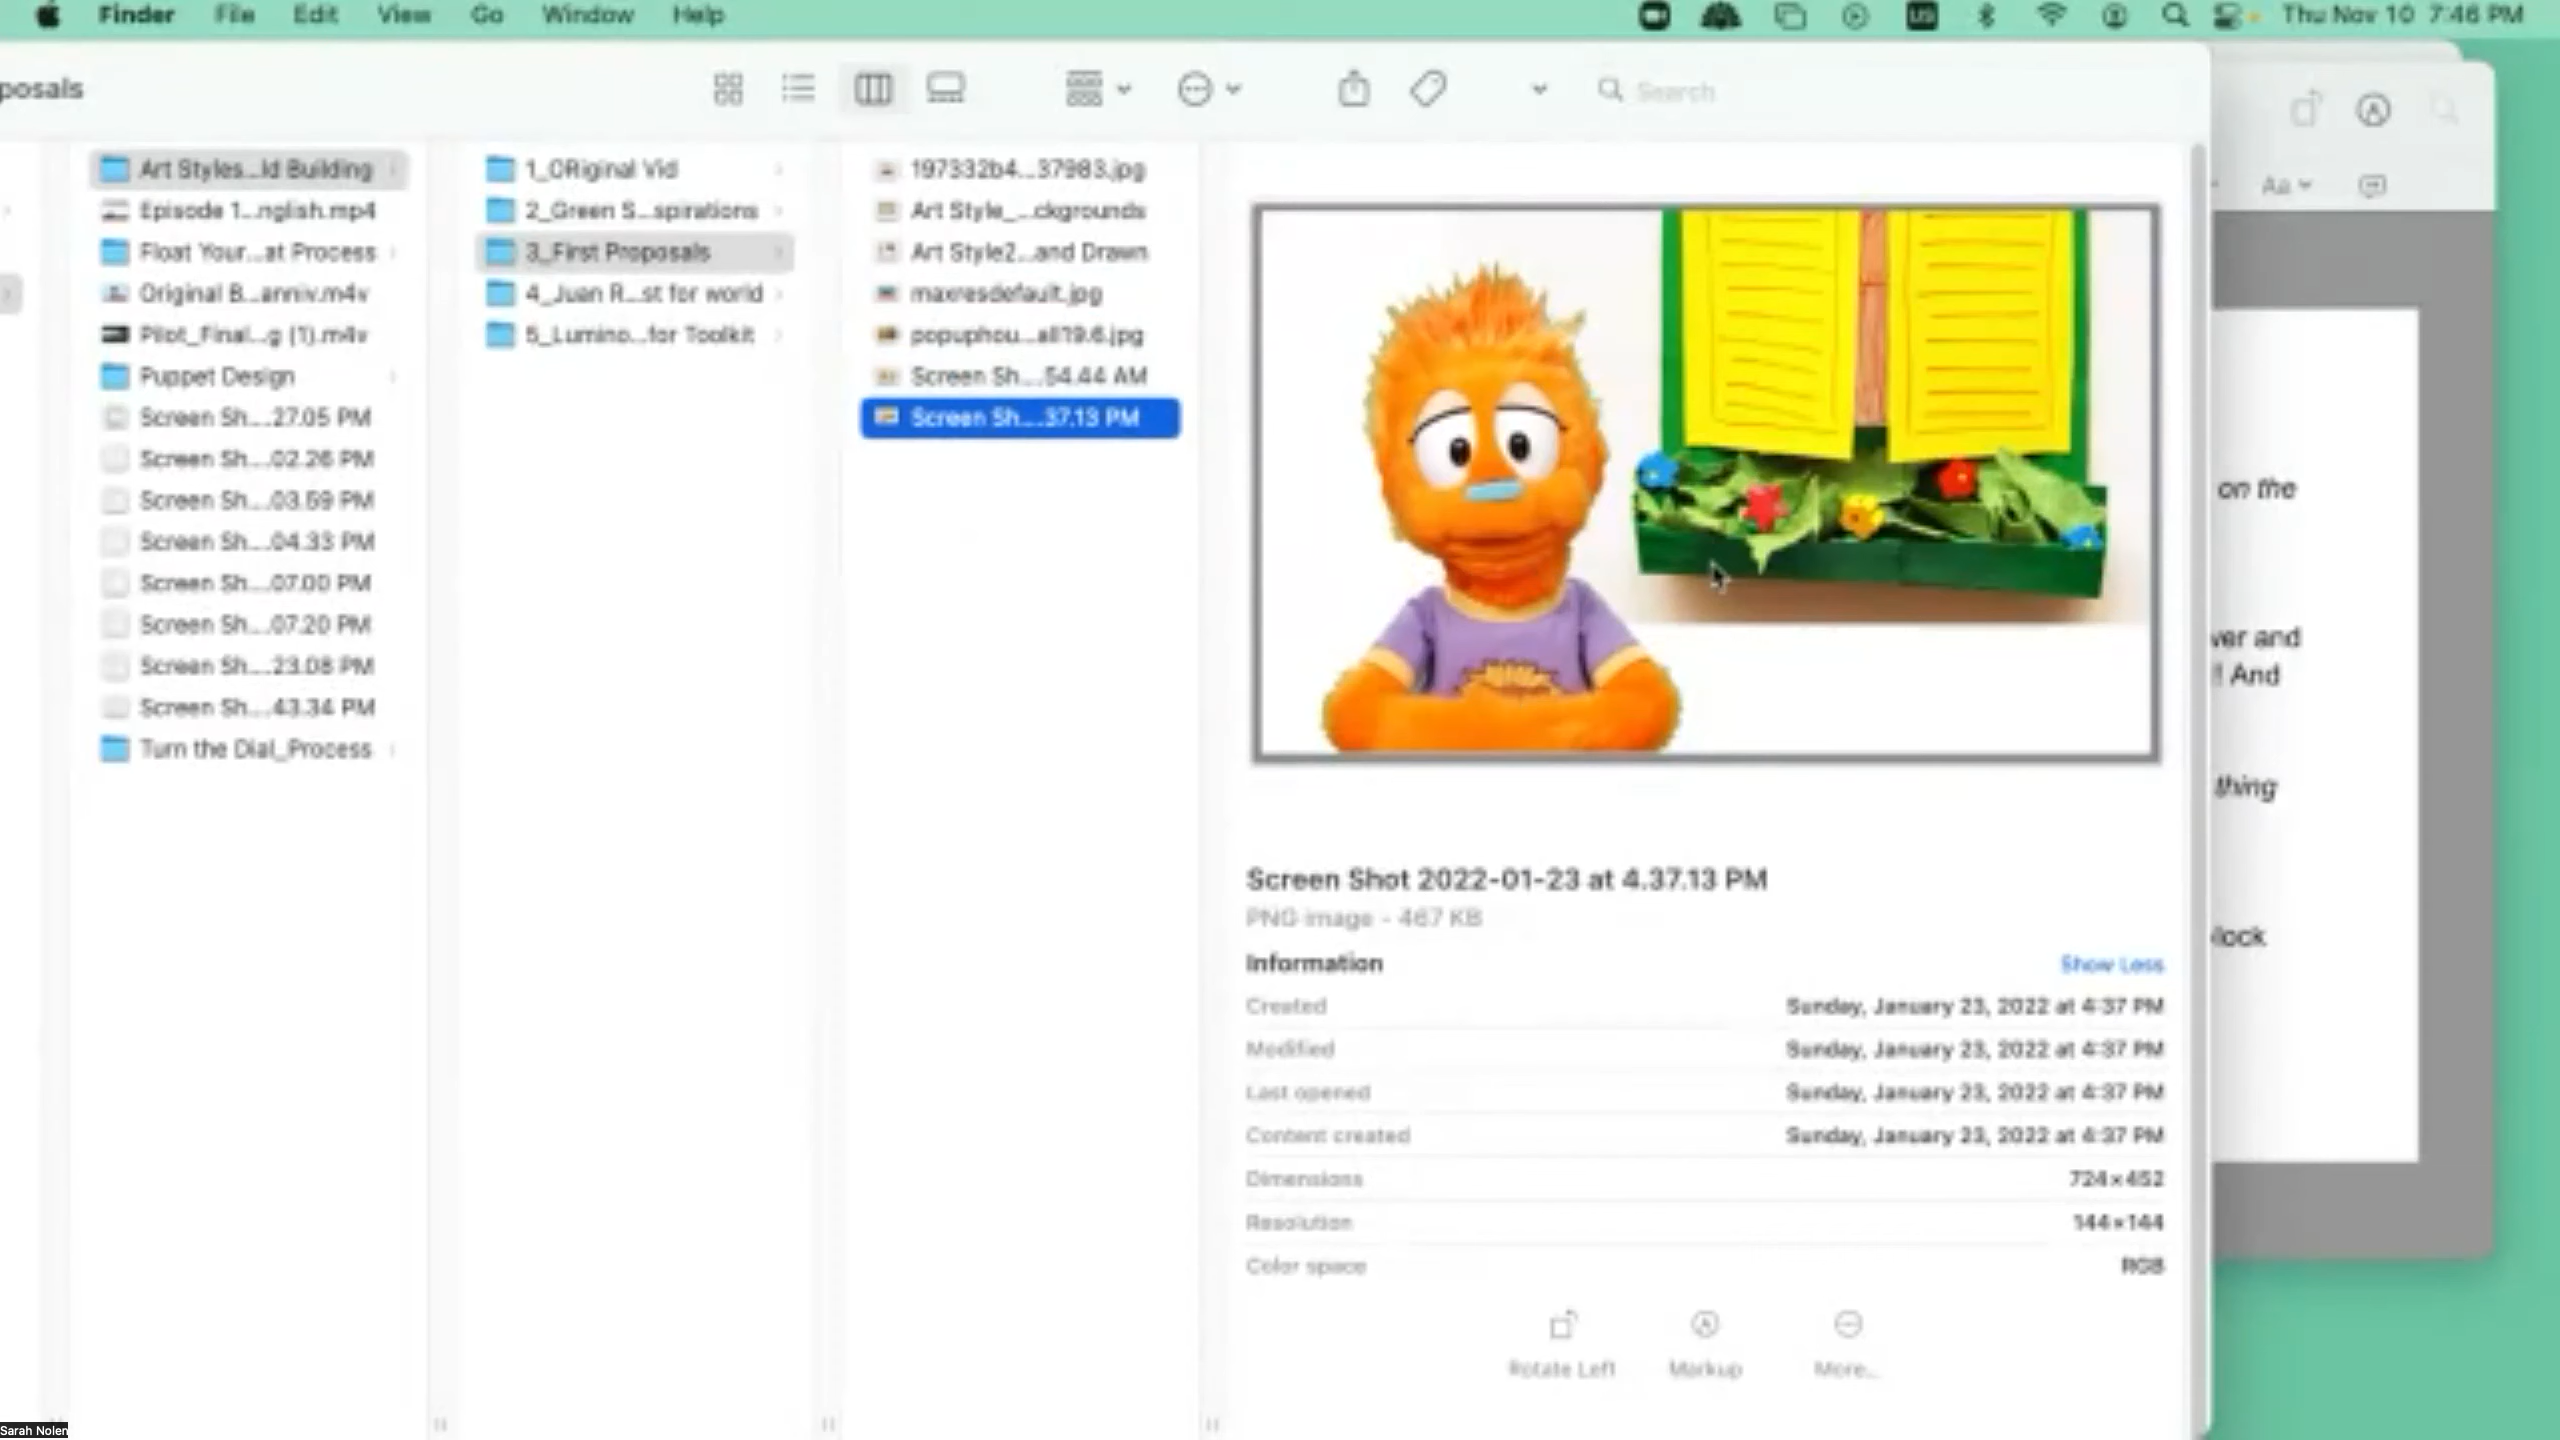 Finder File Edit View Go Window Help
US
Thu Nov 10 7:46 PM
posals
Search
Art Styles...ld Building
Episode 1...nglish.mp4
Float Your...at Process
Original B...anniv.m4v
Pilot_Final...g (1).m4v
Puppet Design
Screen Sh....27.05 PM
Screen Sh....02.26 PM
Screen Sh....03.59 PM
Screen Sh....04.33 PM
Screen Sh....07.00 PM
Screen Sh....07.20 PM
Screen Sh....23.08 PM
Screen Sh....43.34 PM
Turn the Dial_Process
1_ORiginal Vid
2_Green S...spirations
3_First Proposals
4_Juan R...st for world
5_Lumino...for Toolkit
197332b4...37983.jpg
Art Style_...ckgrounds
Art Style2...and Drawn
maxresdefault.jpg
popuphou...all19.6.jpg
Screen Sh....54.44 AM
Screen Sh....37.13 PM
Screen Shot 2022-01-23 at 4.37.13 PM
PNG image - 467 KB
Information Show Less
Created Sunday, January 23, 2022 at 4:37 PM
Modified Sunday, January 23, 2022 at 4:37 PM
Last opened Sunday, January 23, 2022 at 4:37 PM
Content created Sunday, January 23, 2022 at 4:37 PM
Dimensions 724×452
Resolution 144×144
Color space RGB
Rotate Left Markup More...
Aa
on the
ver and
! And
thing
lock
Sarah Nolen